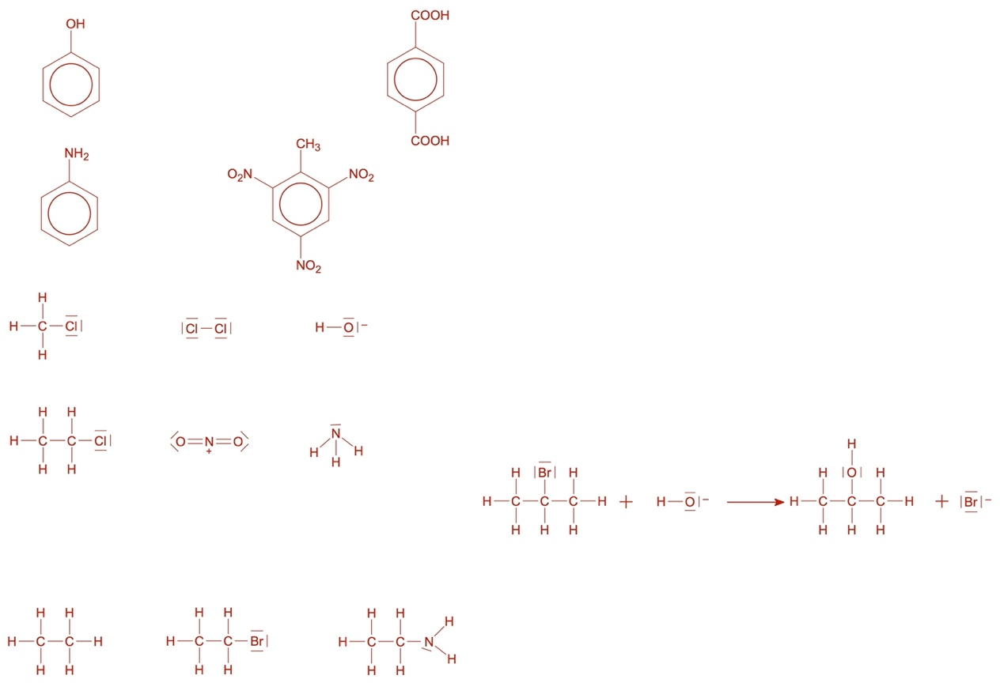 OH
COOH
COOH
NH₂
CH₃
O₂N NO₂
NO₂
H
H C Cl
H
Cl Cl
H O −
H H
H C C Cl
H H
O N O
+
N
H H
H
H Br H
H C C C H + H O −
H H H
H
H O H
H C C C H + Br −
H H H
H H
H C C H
H H
H H
H C C Br
H H
H H H
H C C N
H H H